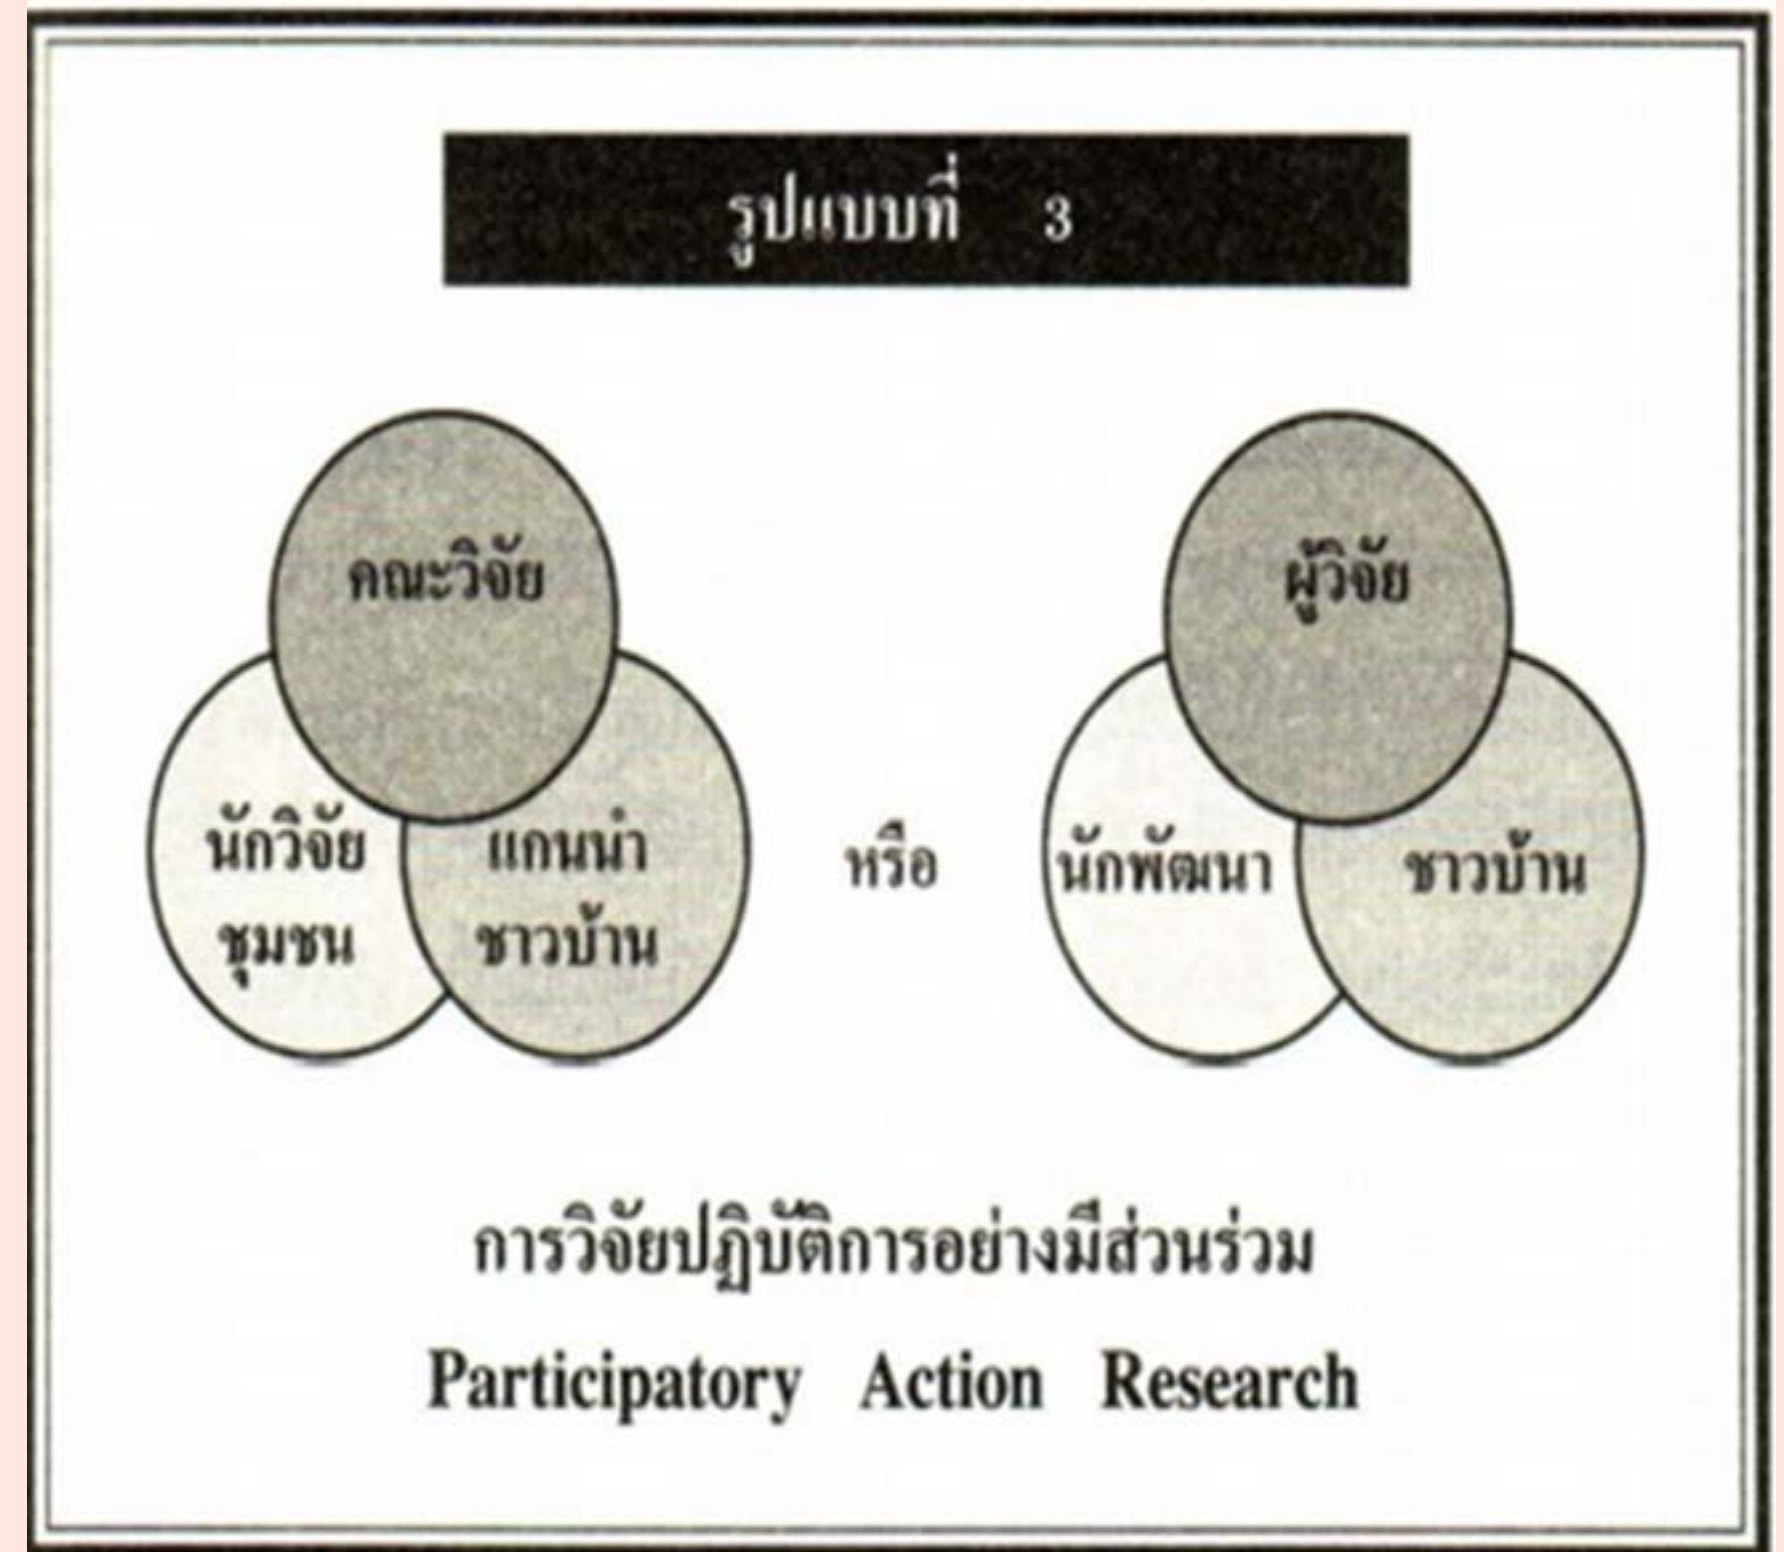 รูปแบบที่ 3
คณะวิจัย
นักวิจัย
ชุมชน
แกนนำ
ชาวบ้าน
หรือ
ผู้วิจัย
นักพัฒนา
ชาวบ้าน
การวิจัยปฏิบัติการอย่างมีส่วนร่วม
Participatory Action Research